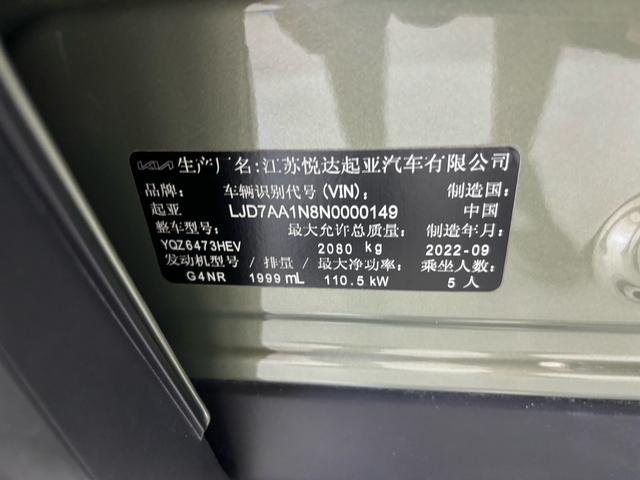 KIA 生产厂名:江苏悦达起亚汽车有限公司
品牌: 车辆识别代号(VIN): 制造国:
起亚 LJD7AA1N8N0000149 中国
整车型号: 最大允许总质量: 制造年月:
YQZ6473HEV 2080 kg 2022-09
发动机型号/排量/最大净功率: 乘坐人数:
G4NR 1999 mL 110.5 kW 5 人